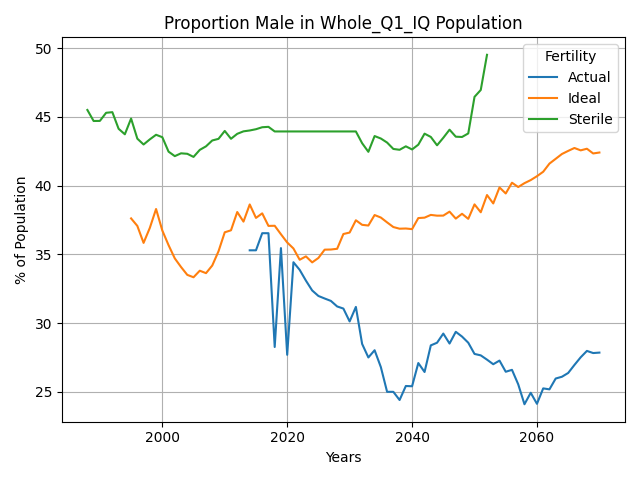 Proportion Male in Whole_Q1_IQ Population
Fertility
Actual
Ideal
Sterile
% of Population
50
45
40
35
30
25
2000
2020
2040
2060
Years